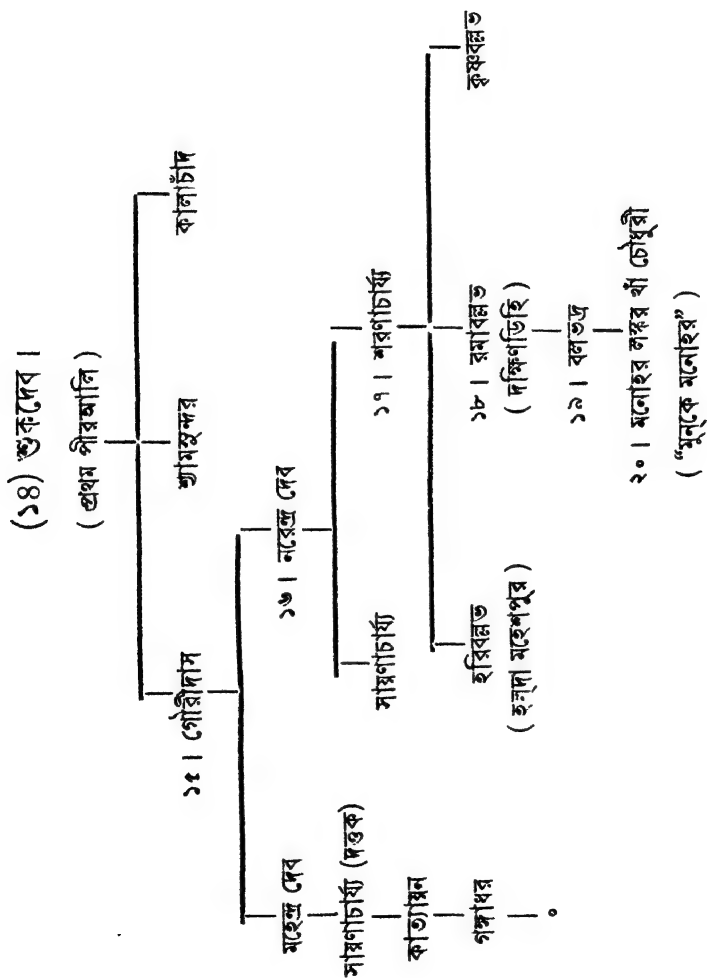 (১৪) শুকদেব।
( প্রথম পীরআলি )
১৫। গৌরীদাস
শ্যামসুন্দর
কালাচাঁদ
মহেন্দ্র দেব
১৬। নরেন্দ্র দেব
সায়ণাচার্য্য (দত্তক)
সায়ণাচার্য্য
১৭। শরণাচার্য্য
কাত্যায়ন
গঙ্গাধর
০
হরিবল্লভ
( হল্‌দা মহেশপুর )
১৮। রমাবল্লভ
( দক্ষিণডিহি )
কৃষ্ণবল্লভ
১৯। বলভদ্র
২০। মনোহর লস্কর খাঁ চৌধুরী
( “মুন্‌কে মনোহর” )